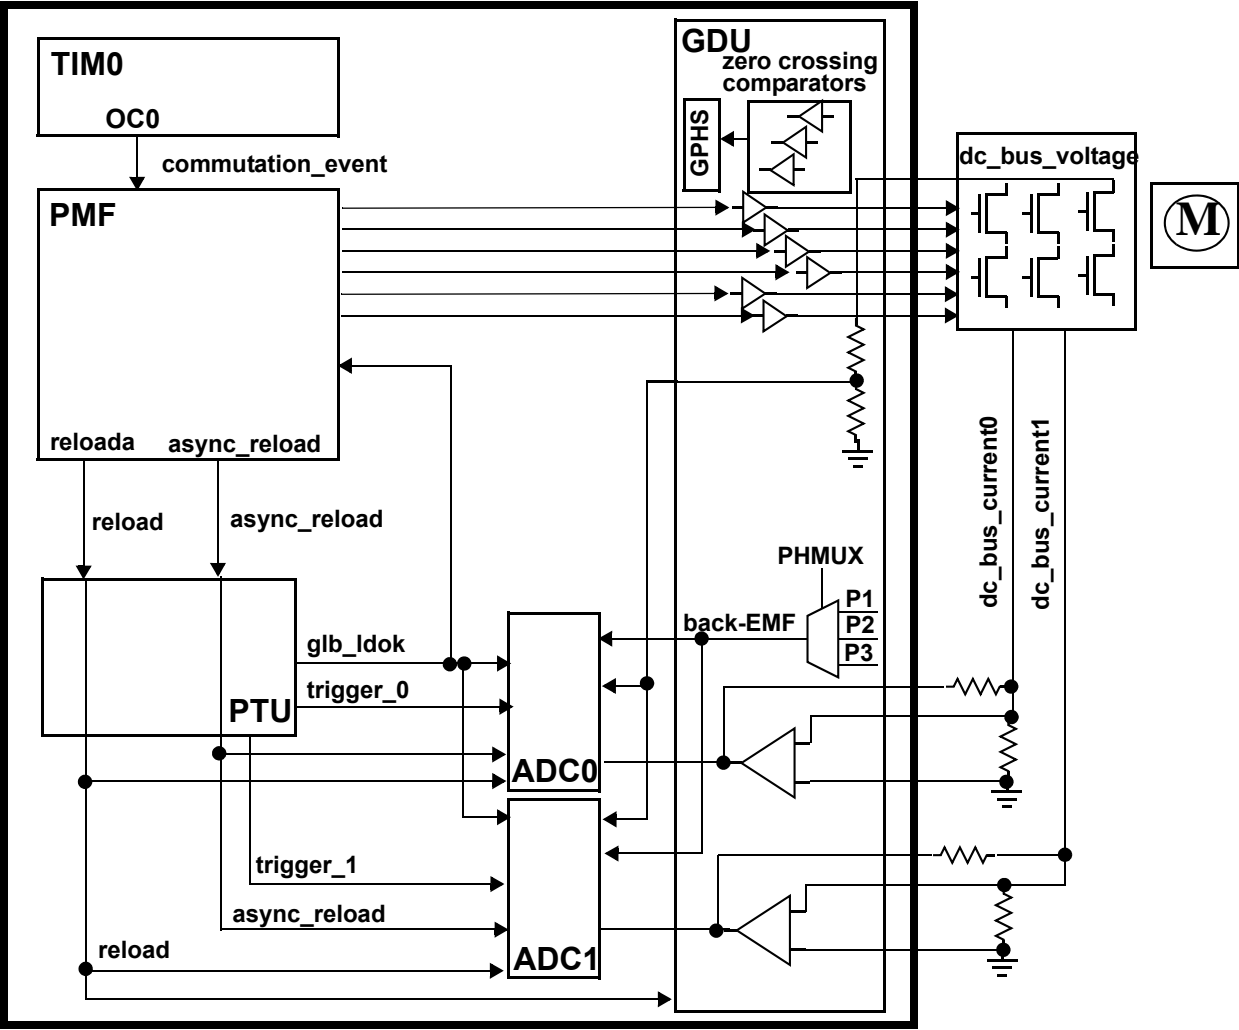 GDU
zero crossing
comparators
TIM0
OC0
GPHS
commutation_event
dc_bus_voltage
PMF
M
reloada
async_reload
reload
async_reload
dc_bus_current0
dc_bus_current1
PHMUX
P1
back-EMF
P2
P3
glb_ldok
trigger_0
PTU
ADC0
trigger_1
async_reload
reload
ADC1